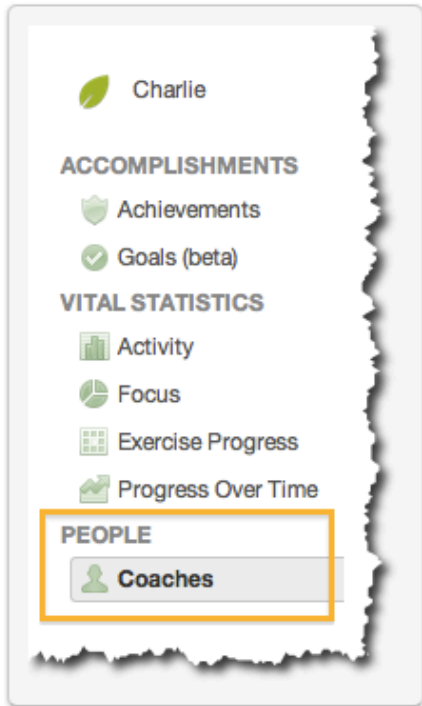 Charlie
ACCOMPLISHMENTS
Achievements
Goals (beta)
VITAL STATISTICS
Activity
Focus
Exercise Progress
Progress Over Time
PEOPLE
Coaches